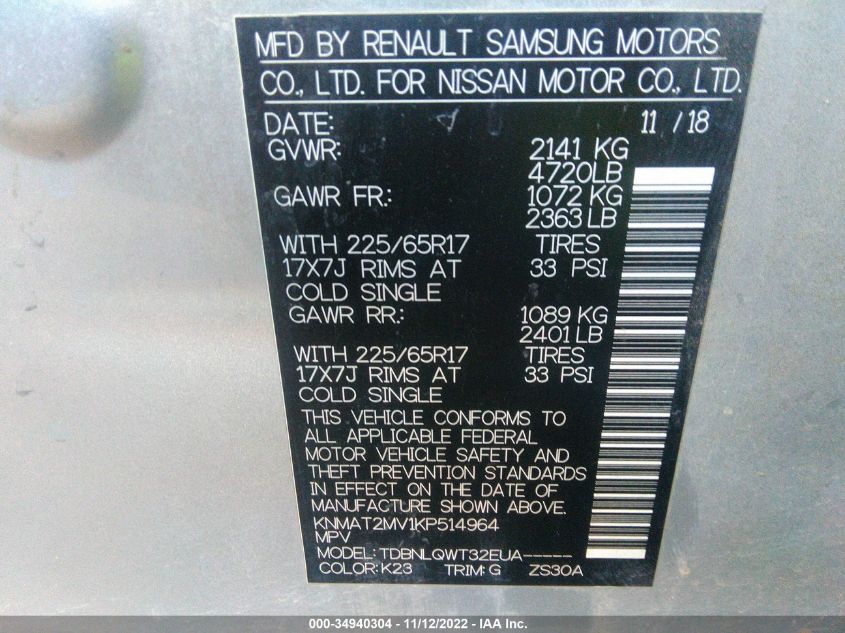 MFD BY RENAULT SAMSUNG MOTORS
CO., LTD. FOR NISSAN MOTOR CO., LTD.
DATE: 11 / 18
GVWR: 2141 KG
4720LB
GAWR FR.: 1072 KG
2363 LB
WITH 225/65R17 TIRES
17X7J RIMS AT 33 PSI
COLD SINGLE
GAWR RR.: 1089 KG
2401 LB
WITH 225/65R17 TIRES
17X7J RIMS AT 33 PSI
COLD SINGLE
THIS VEHICLE CONFORMS TO
ALL APPLICABLE FEDERAL
MOTOR VEHICLE SAFETY AND
THEFT PREVENTION STANDARDS
IN EFFECT ON THE DATE OF
MANUFACTURE SHOWN ABOVE.
KNMAT2MV1KP514964
MPV
MODEL: TDBNLQWT32EUA-----
COLOR: K23 TRIM: G ZS30A
000-34940304 - 11/12/2022 - IAA Inc.